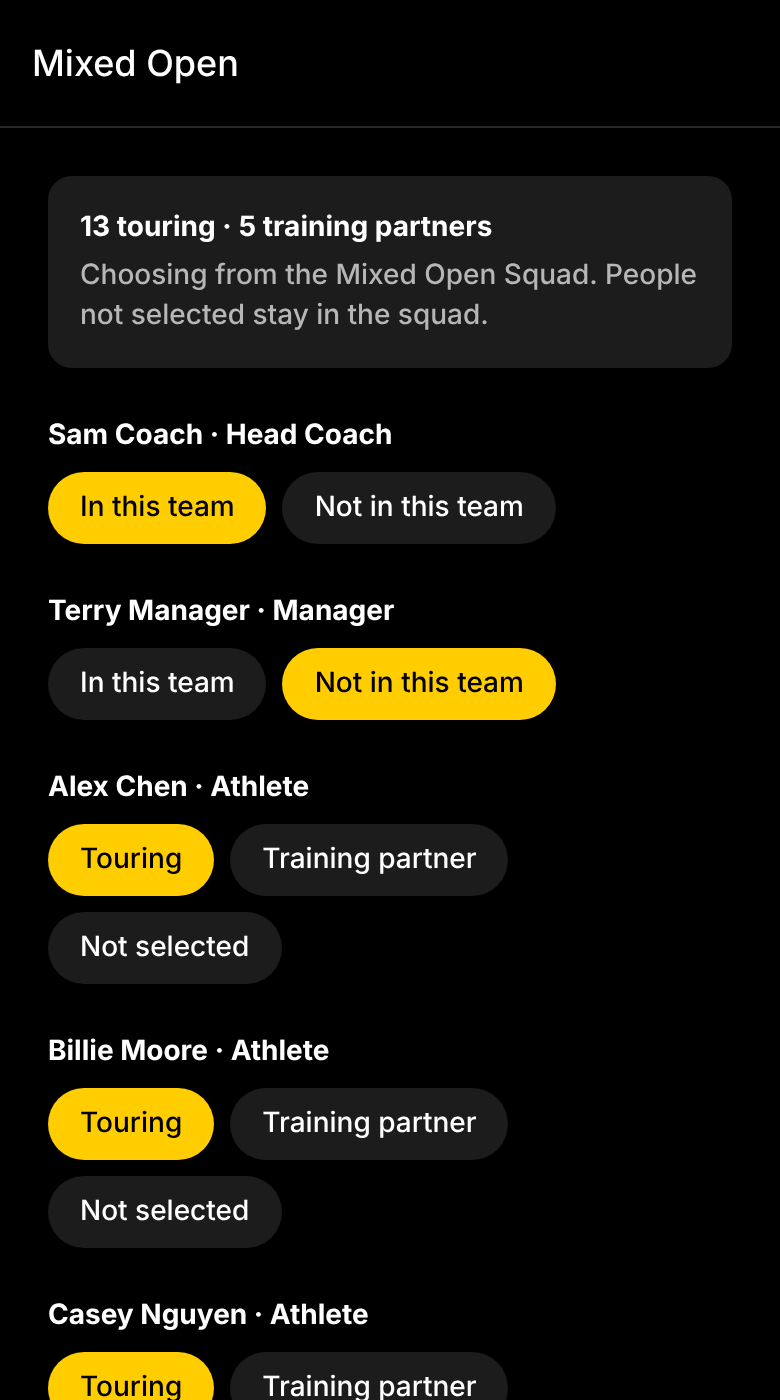 Mixed Open
13 touring · 5 training partners
Choosing from the Mixed Open Squad. People
not selected stay in the squad.
Sam Coach · Head Coach
In this team
Not in this team
Terry Manager · Manager
In this team
Not in this team
Alex Chen · Athlete
Touring
Training partner
Not selected
Billie Moore · Athlete
Touring
Training partner
Not selected
Casey Nguyen · Athlete
Touring
Training partner